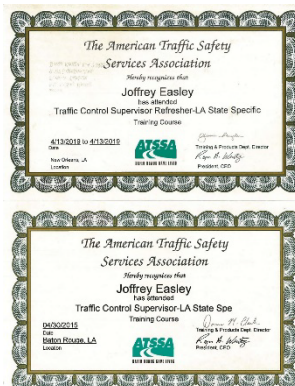 The American Traffic Safety
Services Association
Hereby recognizes that
Joffrey Easley
has attended
Traffic Control Supervisor Refresher-LA State Specific
Training Course
4/13/2019 to 4/13/2019
Date
New Orleans, LA
Location
ATSSA
Training & Products Dept. Director
President, CEO
The American Traffic Safety
Services Association
Hereby recognizes that
Joffrey Easley
has attended
Traffic Control Supervisor-LA State Spe
Training Course
04/30/2015
Date
Baton Rouge, LA
Location
ATSSA
Training & Products Dept. Director
President, CEO